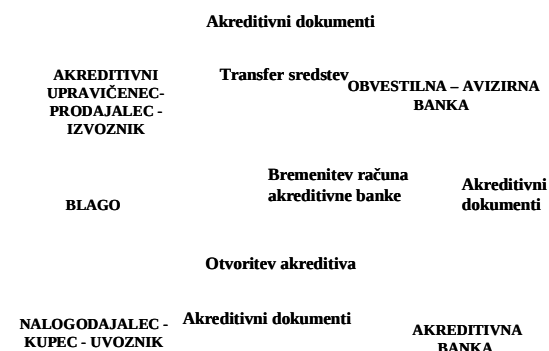 Akreditivni dokumenti
AKREDITIVNI
UPRAVIČENEC-
PRODAJALEC -
IZVOZNIK
Transfer sredstev
OBVESTILNA – AVIZIRNA
BANKA
BLAGO
Bremenitev računa
akreditivne banke
Akreditivni
dokumenti
Otvoritev akreditiva
NALOGODAJALEC -
KUPEC - UVOZNIK
Akreditivni dokumenti
AKREDITIVNA
BANKA